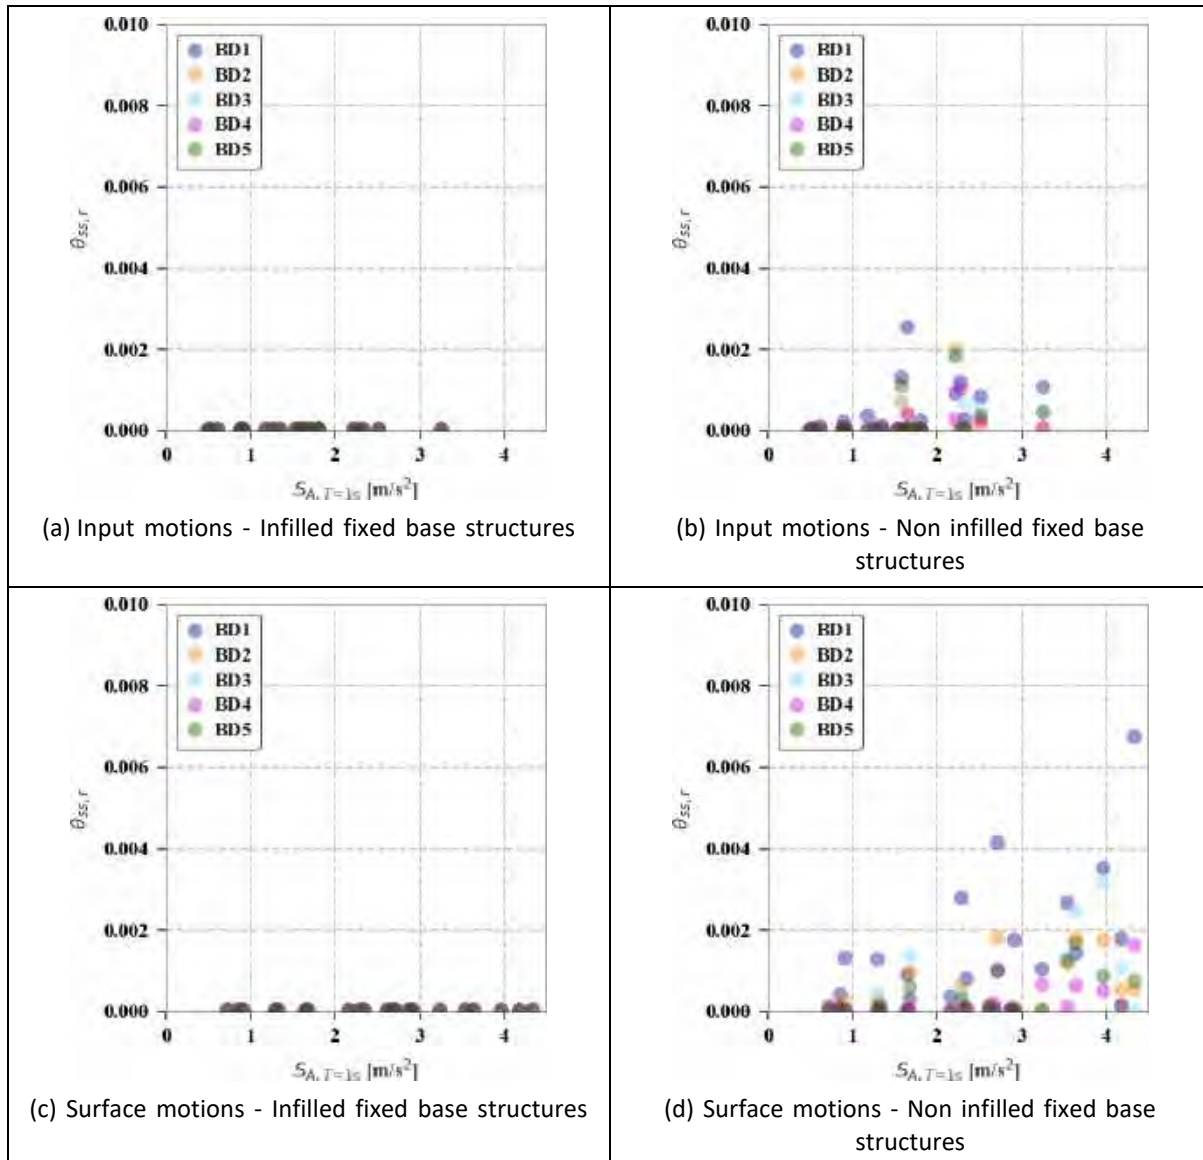 0.010
0.008
0.006
0.004
0.002
0.000
BD1
BD2
BD3
BD4
BD5
θss,r
0 1 2 3 4
SA,T=1s [m/s²]
(a) Input motions - Infilled fixed base structures
0.010
0.008
0.006
0.004
0.002
0.000
BD1
BD2
BD3
BD4
BD5
θss,r
0 1 2 3 4
SA,T=1s [m/s²]
(b) Input motions - Non infilled fixed base
structures
0.010
0.008
0.006
0.004
0.002
0.000
BD1
BD2
BD3
BD4
BD5
θss,r
0 1 2 3 4
SA,T=1s [m/s²]
(c) Surface motions - Infilled fixed base structures
0.010
0.008
0.006
0.004
0.002
0.000
BD1
BD2
BD3
BD4
BD5
θss,r
0 1 2 3 4
SA,T=1s [m/s²]
(d) Surface motions - Non infilled fixed base
structures